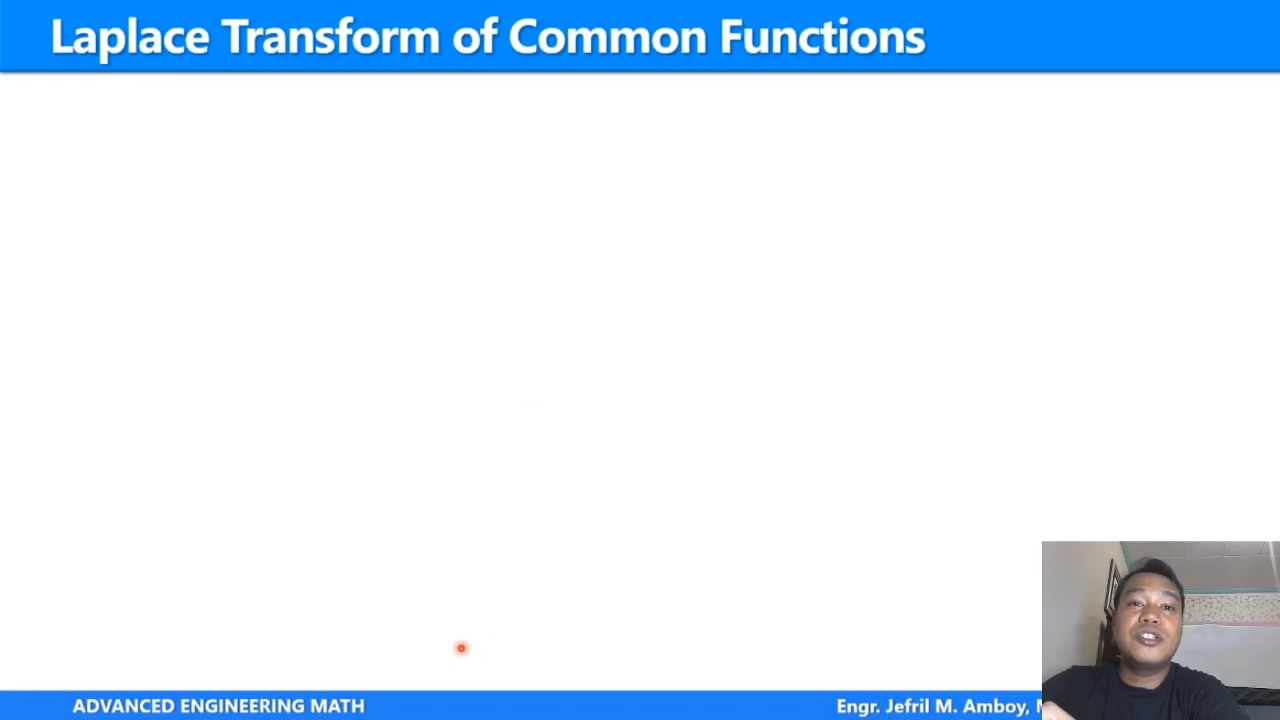 Laplace Transform of Common Functions
ADVANCED ENGINEERING MATH
Engr. Jefril M. Amboy,